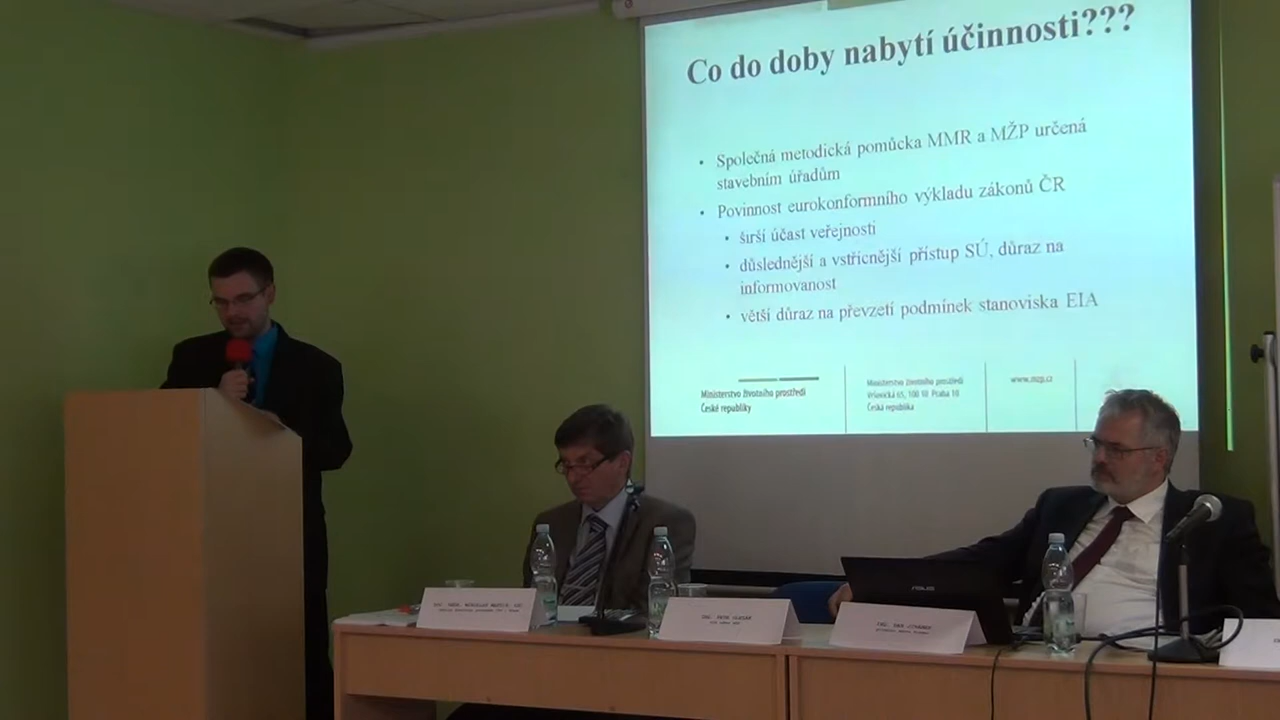 Co do doby nabytí účinnosti???
• Společná metodická pomůcka MMR a MŽP určená
stavebním úřadům
• Povinnost eurokonformního výkladu zákonů ČR
• širší účast veřejnosti
• důslednější a vstřícnější přístup SÚ, důraz na
informovanost
• větší důraz na převzetí podmínek stanoviska EIA
Ministerstvo životního prostředí
České republiky
Ministerstvo životního prostředí
Vršovická 65, 100 10 Praha 10
Česká republika
www.mzp.cz
ASUS